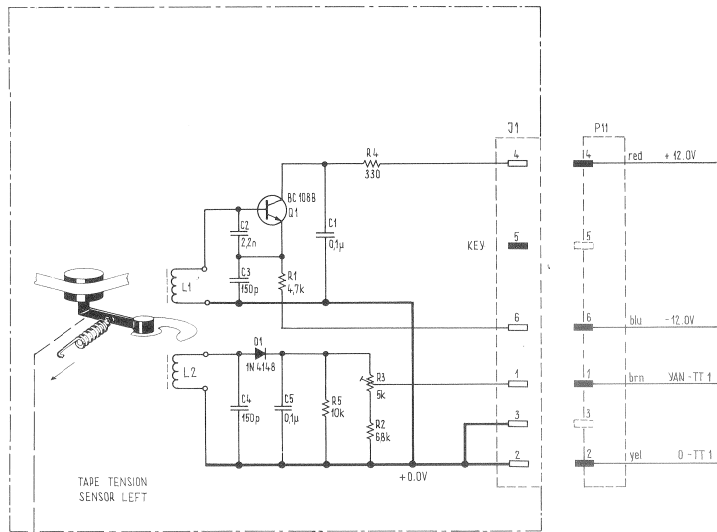 J1
P11
4
4
red
+ 12.0V
R4
330
BC 108B
Q1
C2
2,2n
C1
0,1µ
KEY
5
5
L1
C3
150p
R1
4,7k
6
6
blu
-12.0V
D1
1N 4148
L2
R3
5k
1
1
brn
YAN -TT 1
C4
150p
C5
0,1µ
R5
10k
R2
68k
3
3
2
2
yel
0 -TT 1
+0.0V
TAPE TENSION
SENSOR LEFT